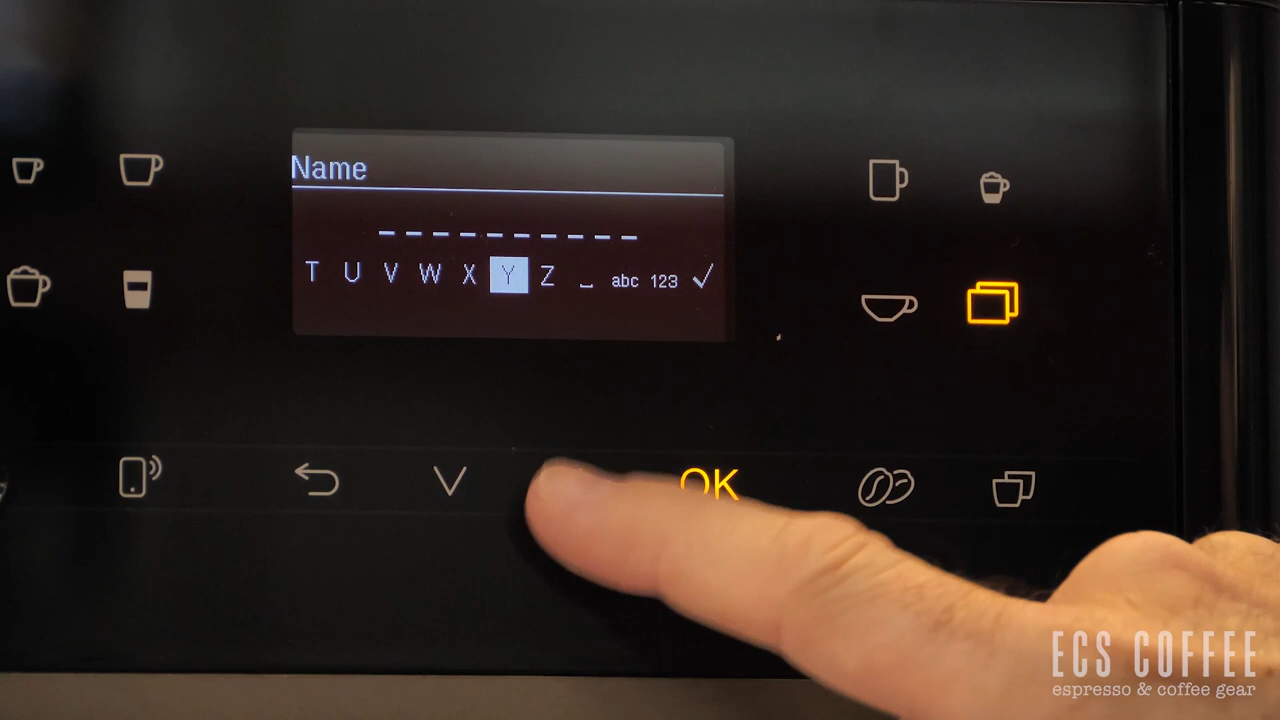 Name
T U V W X Y Z abc 123
OK
ECS COFFEE
espresso & coffee gear